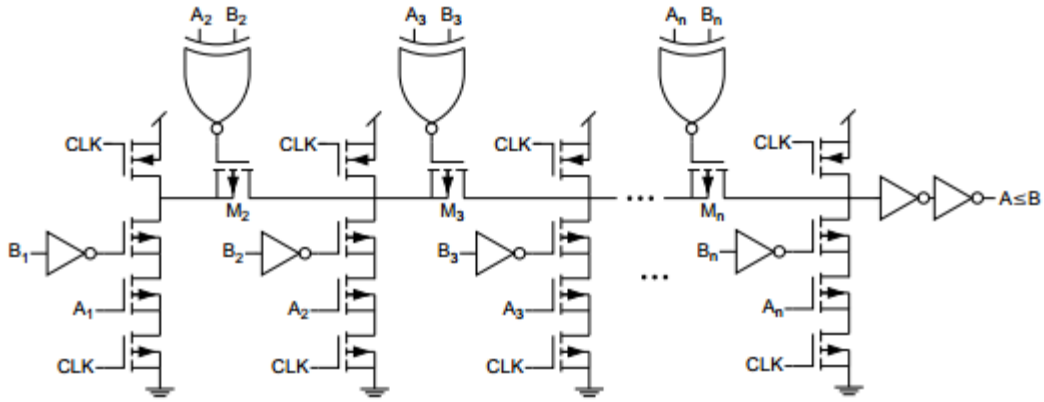 A₂ B₂ A₃ B₃ Aₙ Bₙ
CLK CLK CLK CLK
M₂ M₃ ••• Mₙ A≤B
B₁ B₂ B₃ ••• Bₙ
A₁ A₂ A₃ Aₙ
CLK CLK CLK CLK